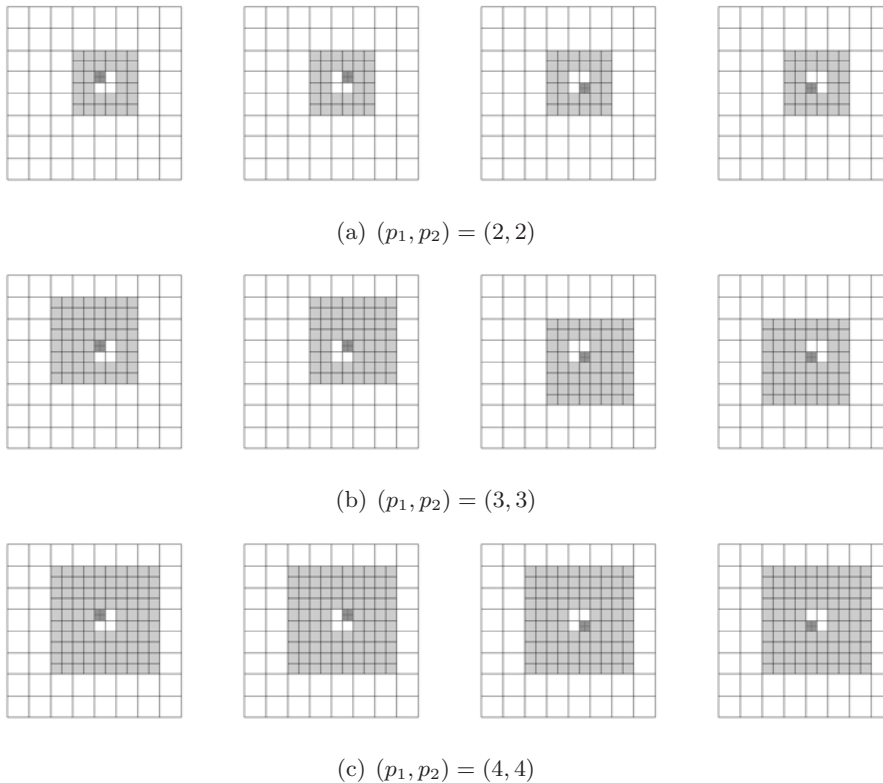 (a) (p₁, p₂) = (2, 2)
(b) (p₁, p₂) = (3, 3)
(c) (p₁, p₂) = (4, 4)